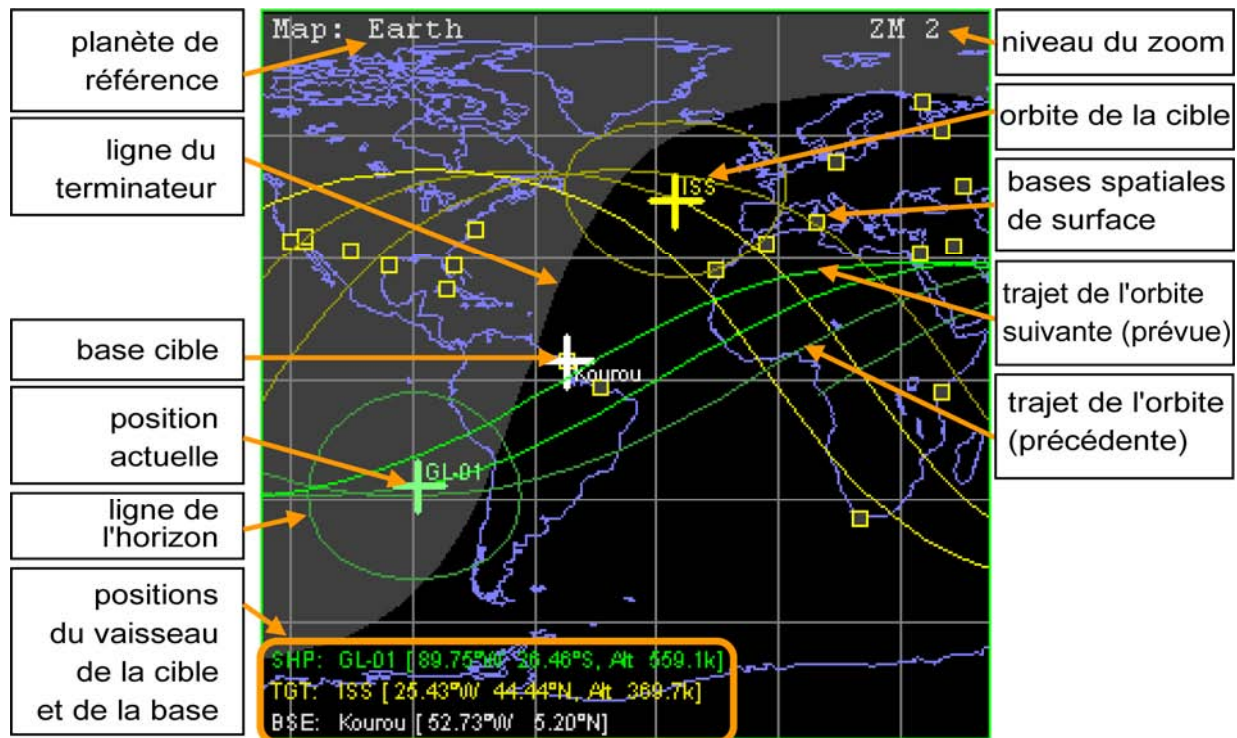 planète de
référence
ligne du
terminateur
base cible
position
actuelle
ligne de
l'horizon
positions
du vaisseau
de la cible
et de la base
Map: Earth
ZM 2
ISS
Kourou
GL-01
SHP: GL-01 [ 89.75°W 26.46°S, Alt 559.1k]
TGT: ISS [ 25.43°W 44.44°N, Alt 369.7k]
BSE: Kourou [ 52.73°W 5.20°N]
niveau du zoom
orbite de la cible
bases spatiales
de surface
trajet de l'orbite
suivante (prévue)
trajet de l'orbite
(précédente)